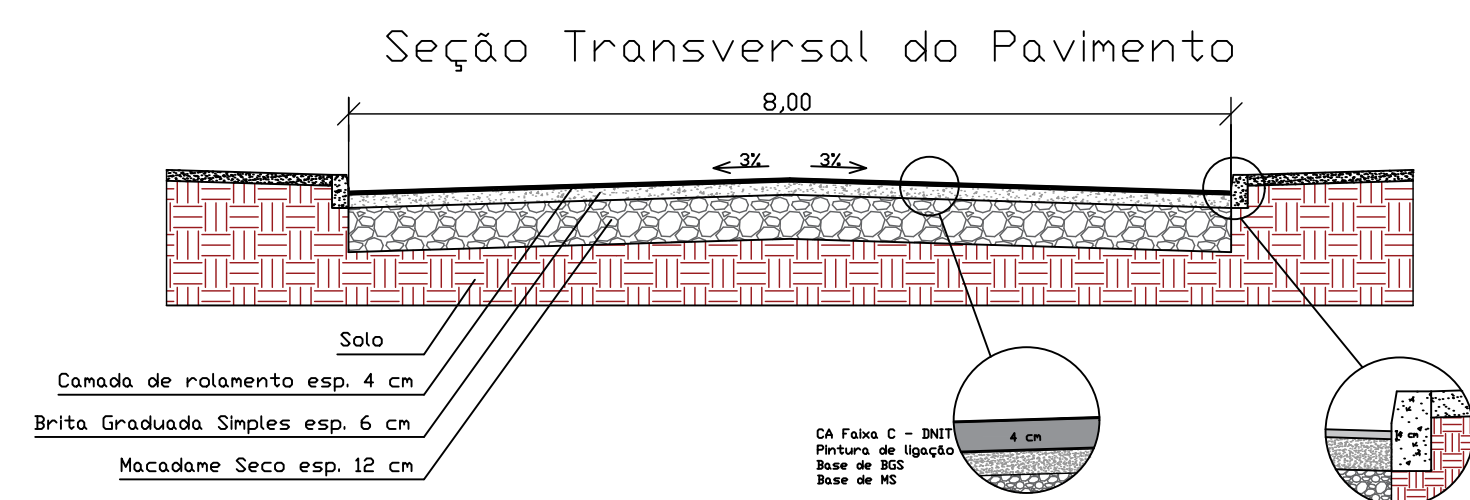 Seção Transversal do Pavimento
8,00
3% 3%
Solo
Camada de rolamento esp. 4 cm
Brita Graduada Simples esp. 6 cm
Macadame Seco esp. 12 cm
CA Faixa C - DNIT
Pintura de ligação
Base de BGS
Base de MS
4 cm